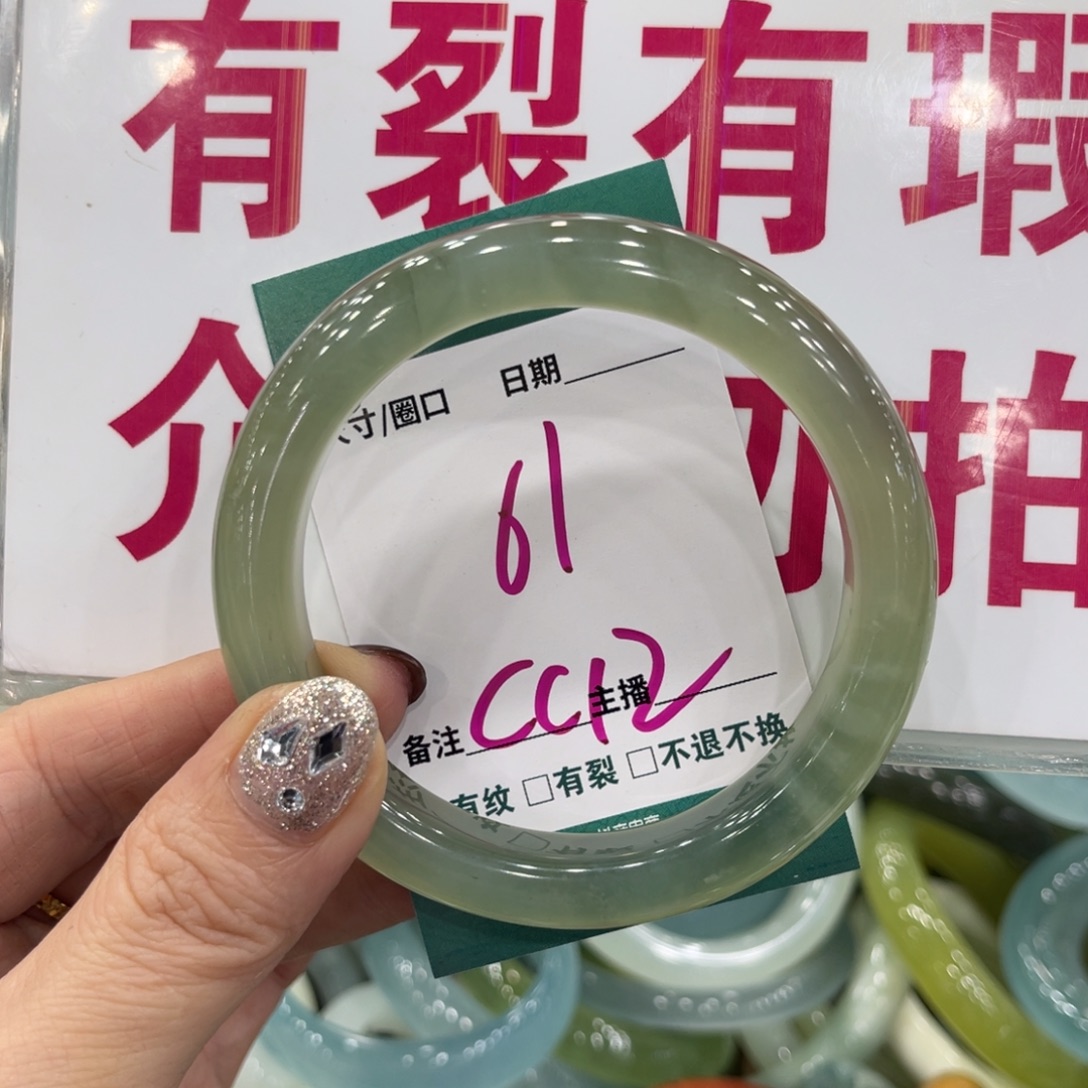 有裂有瑕
介勿拍
寸/圈口 日期
61
备注 CC12 主播
有纹 □有裂 □不退不换